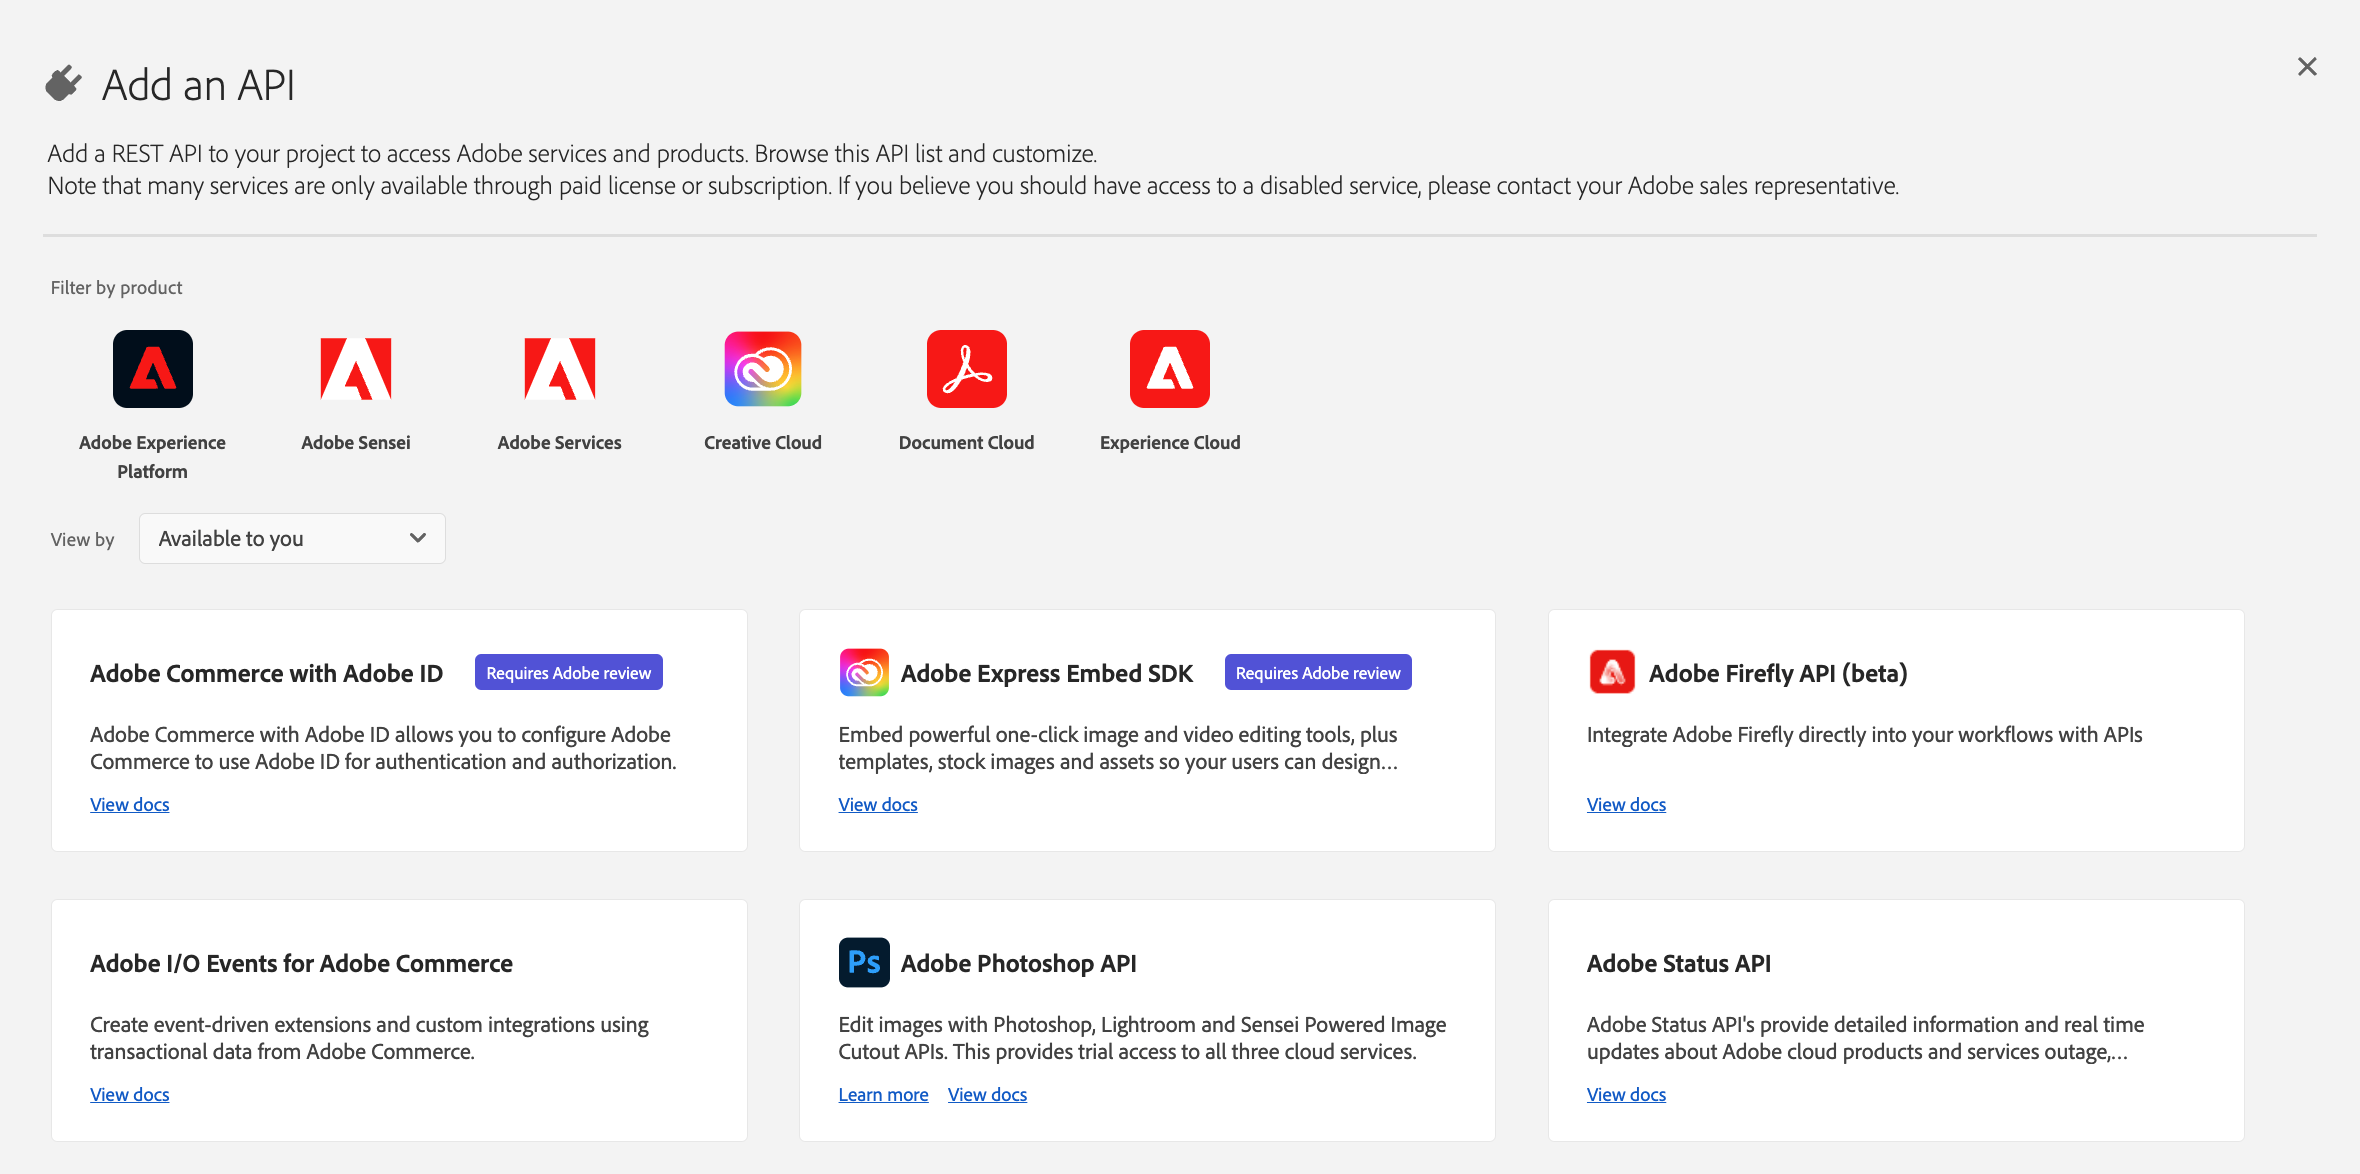 Add an API
Add a REST API to your project to access Adobe services and products. Browse this API list and customize.
Note that many services are only available through paid license or subscription. If you believe you should have access to a disabled service, please contact your Adobe sales representative.
Filter by product
Adobe Experience
Platform
Adobe Sensei
Adobe Services
Creative Cloud
Document Cloud
Experience Cloud
View by
Available to you
Adobe Commerce with Adobe ID
Requires Adobe review
Adobe Commerce with Adobe ID allows you to configure Adobe
Commerce to use Adobe ID for authentication and authorization.
View docs
Adobe Express Embed SDK
Requires Adobe review
Embed powerful one-click image and video editing tools, plus
templates, stock images and assets so your users can design...
View docs
Adobe Firefly API (beta)
Integrate Adobe Firefly directly into your workflows with APIs
View docs
Adobe I/O Events for Adobe Commerce
Create event-driven extensions and custom integrations using
transactional data from Adobe Commerce.
View docs
Ps
Adobe Photoshop API
Edit images with Photoshop, Lightroom and Sensei Powered Image
Cutout APIs. This provides trial access to all three cloud services.
Learn more View docs
Adobe Status API
Adobe Status API's provide detailed information and real time
updates about Adobe cloud products and services outage,...
View docs